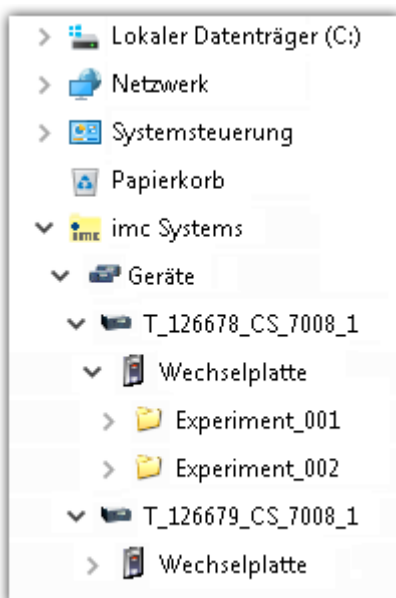 Lokaler Datenträger (C:)
Netzwerk
Systemsteuerung
Papierkorb
imc Systems
Geräte
T_126678_CS_7008_1
Wechselplatte
Experiment_001
Experiment_002
T_126679_CS_7008_1
Wechselplatte